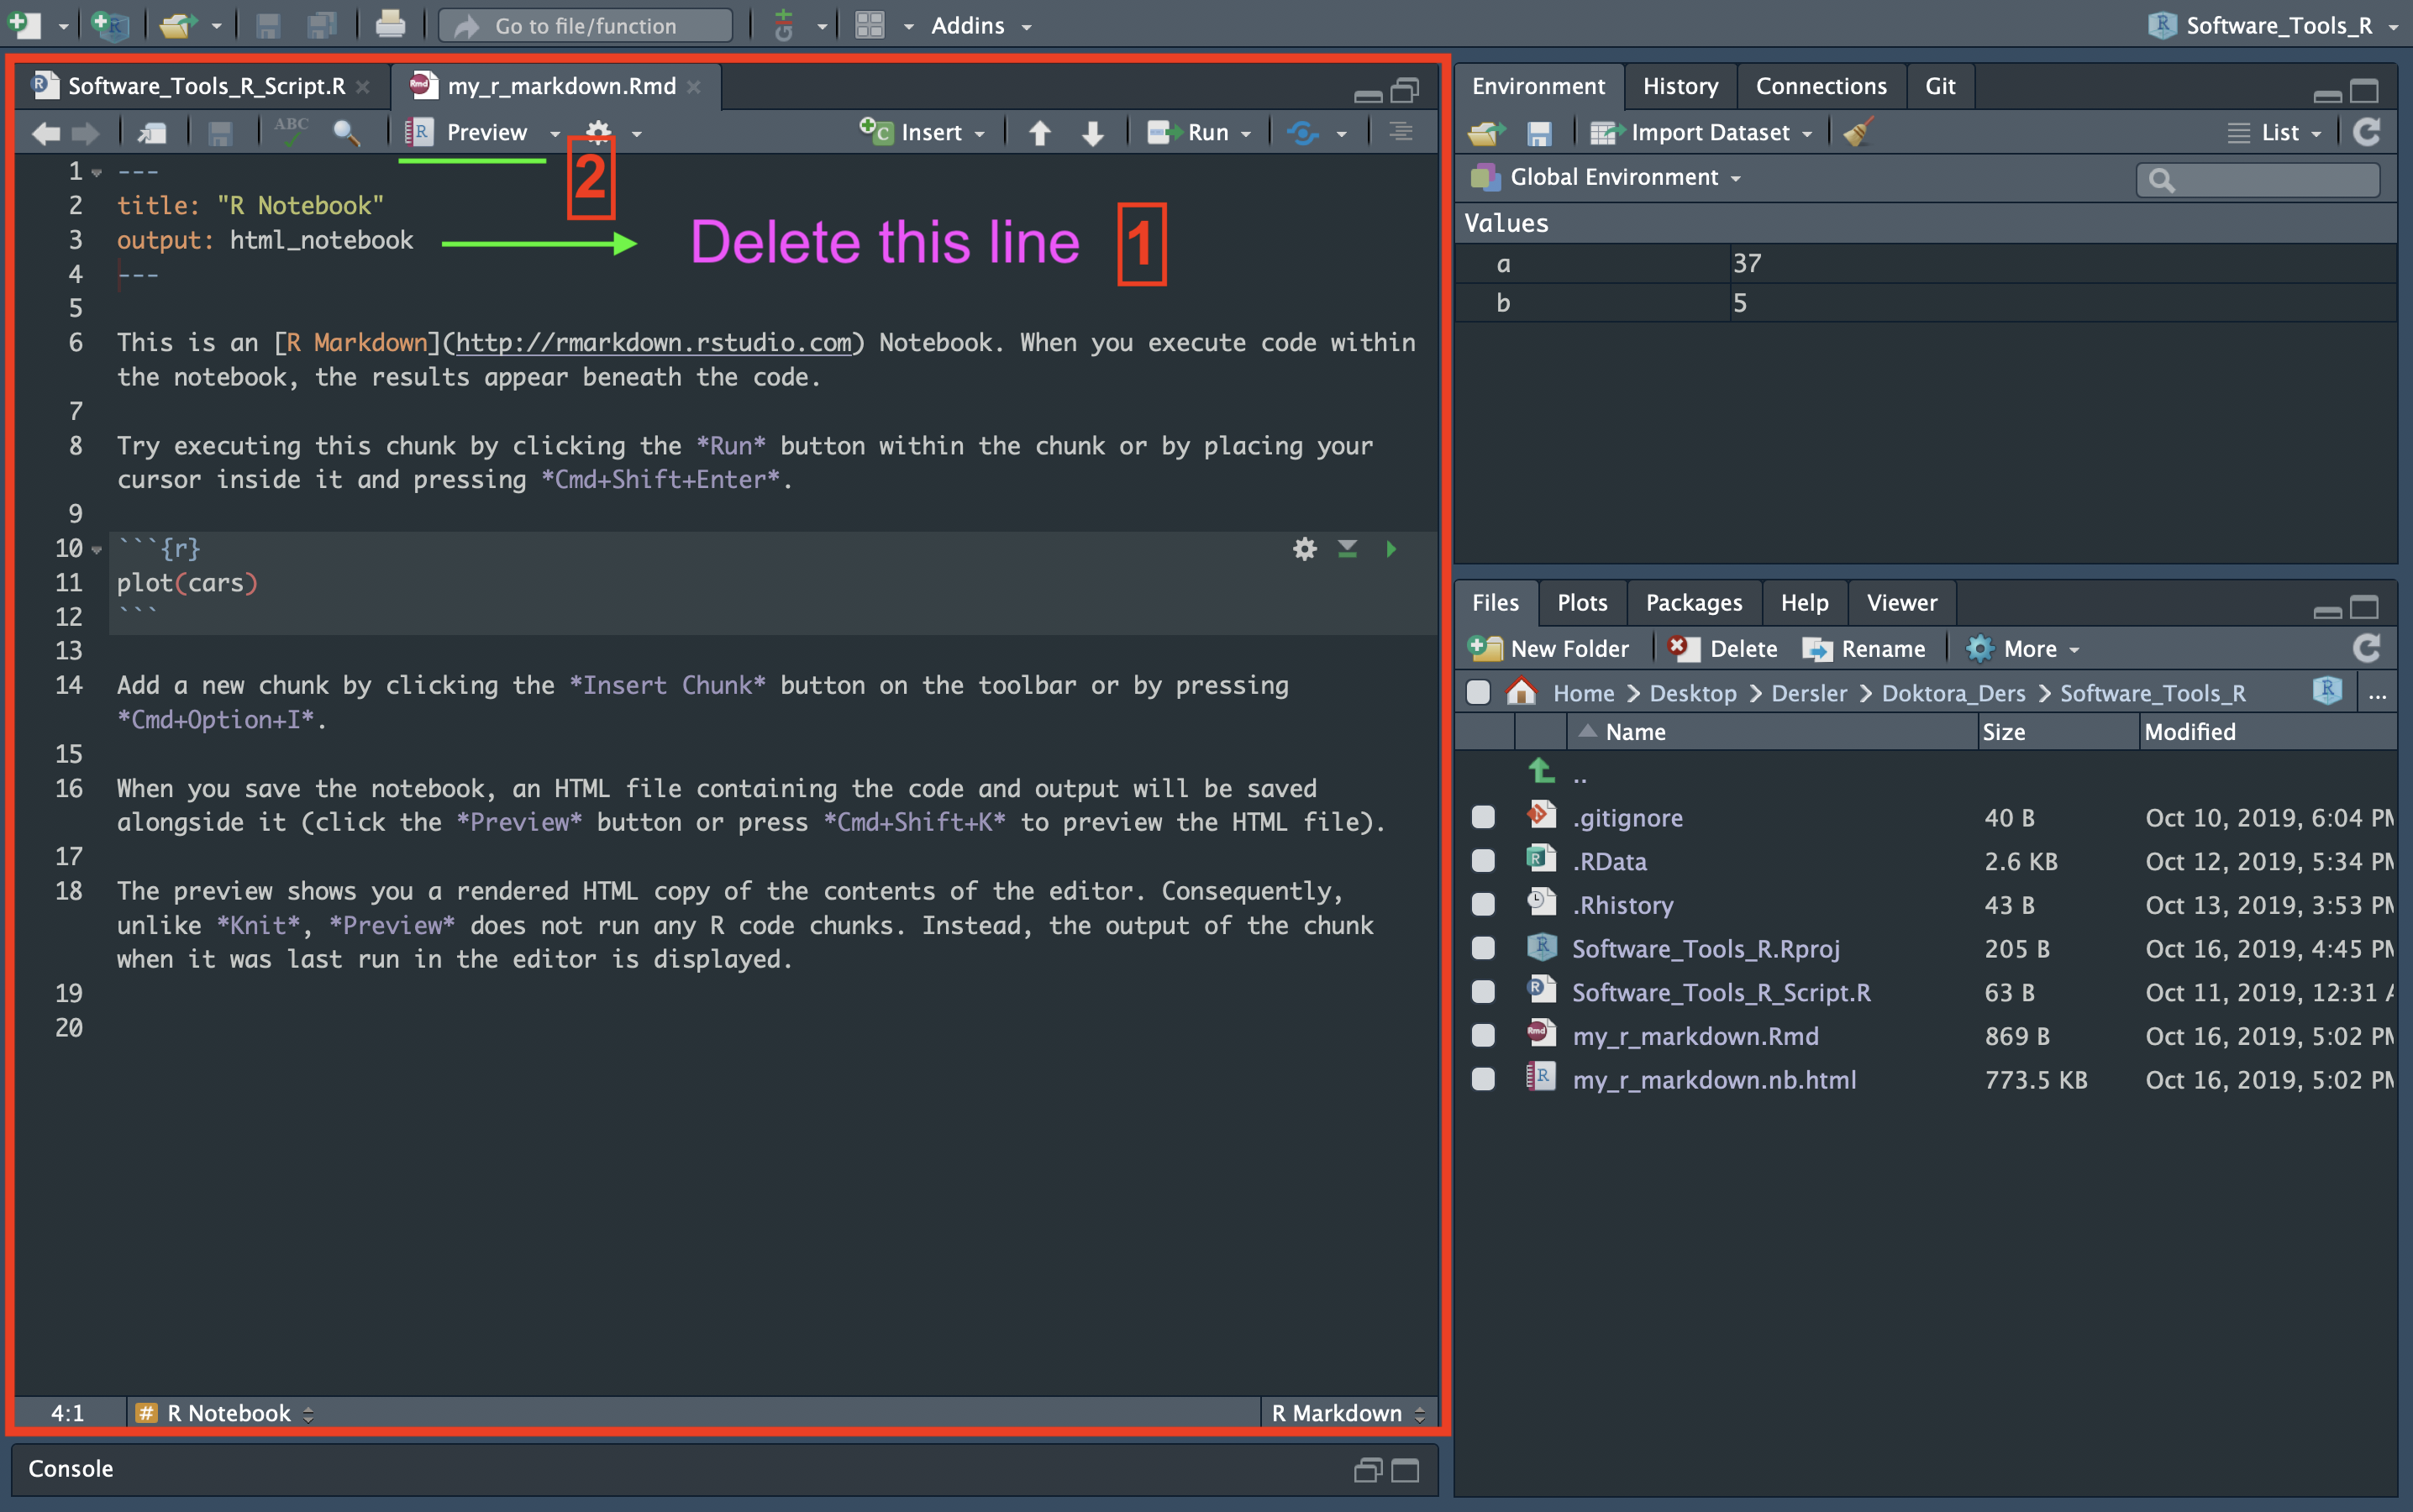 Go to file/function
Addins
Software_Tools_R
Software_Tools_R_Script.R
my_r_markdown.Rmd
ABC
Preview
Insert
Run
1 ---
2 title: "R Notebook"
3 output: html_notebook
4 ---
5
6 This is an [R Markdown](http://rmarkdown.rstudio.com) Notebook. When you execute code within
the notebook, the results appear beneath the code.
7
8 Try executing this chunk by clicking the *Run* button within the chunk or by placing your
cursor inside it and pressing *Cmd+Shift+Enter*.
9
10 ```{r}
11 plot(cars)
12 ```
13
14 Add a new chunk by clicking the *Insert Chunk* button on the toolbar or by pressing
*Cmd+Option+I*.
15
16 When you save the notebook, an HTML file containing the code and output will be saved
alongside it (click the *Preview* button or press *Cmd+Shift+K* to preview the HTML file).
17
18 The preview shows you a rendered HTML copy of the contents of the editor. Consequently,
unlike *Knit*, *Preview* does not run any R code chunks. Instead, the output of the chunk
when it was last run in the editor is displayed.
19
20
2
Delete this line 1
4:1 # R Notebook R Markdown
Console
Environment History Connections Git
Import Dataset List
Global Environment
Values
a 37
b 5
Files Plots Packages Help Viewer
New Folder Delete Rename More
Home Desktop Dersler Doktora_Ders Software_Tools_R ...
Name Size Modified
..
.gitignore 40 B Oct 10, 2019, 6:04 PM
.RData 2.6 KB Oct 12, 2019, 5:34 PM
.Rhistory 43 B Oct 13, 2019, 3:53 PM
Software_Tools_R.Rproj 205 B Oct 16, 2019, 4:45 PM
Software_Tools_R_Script.R 63 B Oct 11, 2019, 12:31 A
my_r_markdown.Rmd 869 B Oct 16, 2019, 5:02 PM
my_r_markdown.nb.html 773.5 KB Oct 16, 2019, 5:02 PM